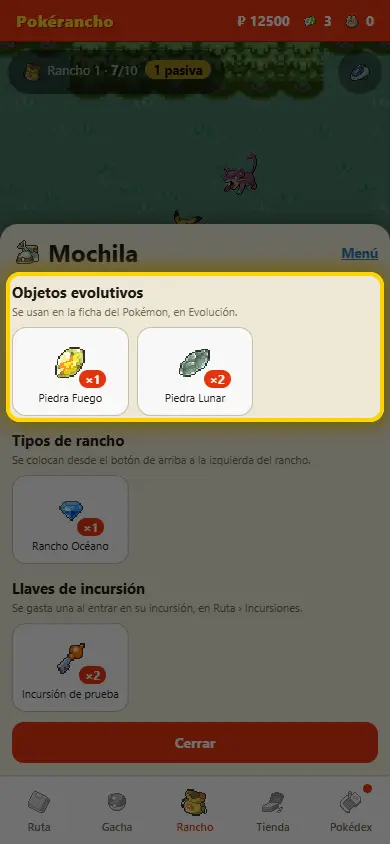 Pokérancho
₽ 12500
3
0
Rancho 1 · 7/10
1 pasiva
Mochila
Menú
Objetos evolutivos
Se usan en la ficha del Pokémon, en Evolución.
×1
×2
Piedra Fuego
Piedra Lunar
Tipos de rancho
Se colocan desde el botón de arriba a la izquierda del rancho.
×1
Rancho Océano
Llaves de incursión
Se gasta una al entrar en su incursión, en Ruta › Incursiones.
×2
Incursión de prueba
Cerrar
Ruta
Gacha
Rancho
Tienda
Pokédex